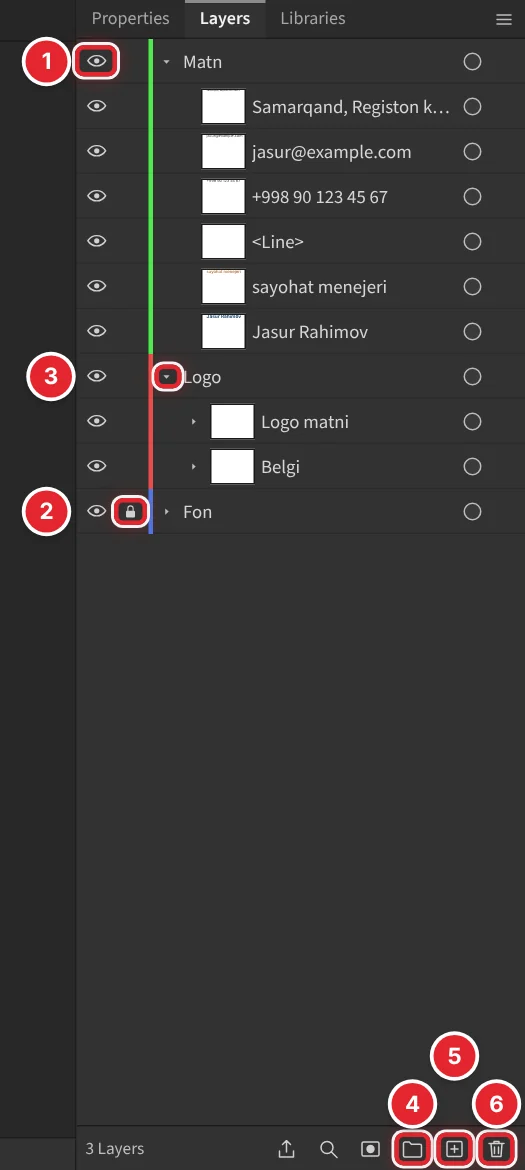 Properties Layers Libraries
1 Matn
Samarqand, Registon k...
jasur@example.com
+998 90 123 45 67
<Line>
sayohat menejeri
Jasur Rahimov
3 Logo
Logo matni
Belgi
2 Fon
5
4 6
3 Layers